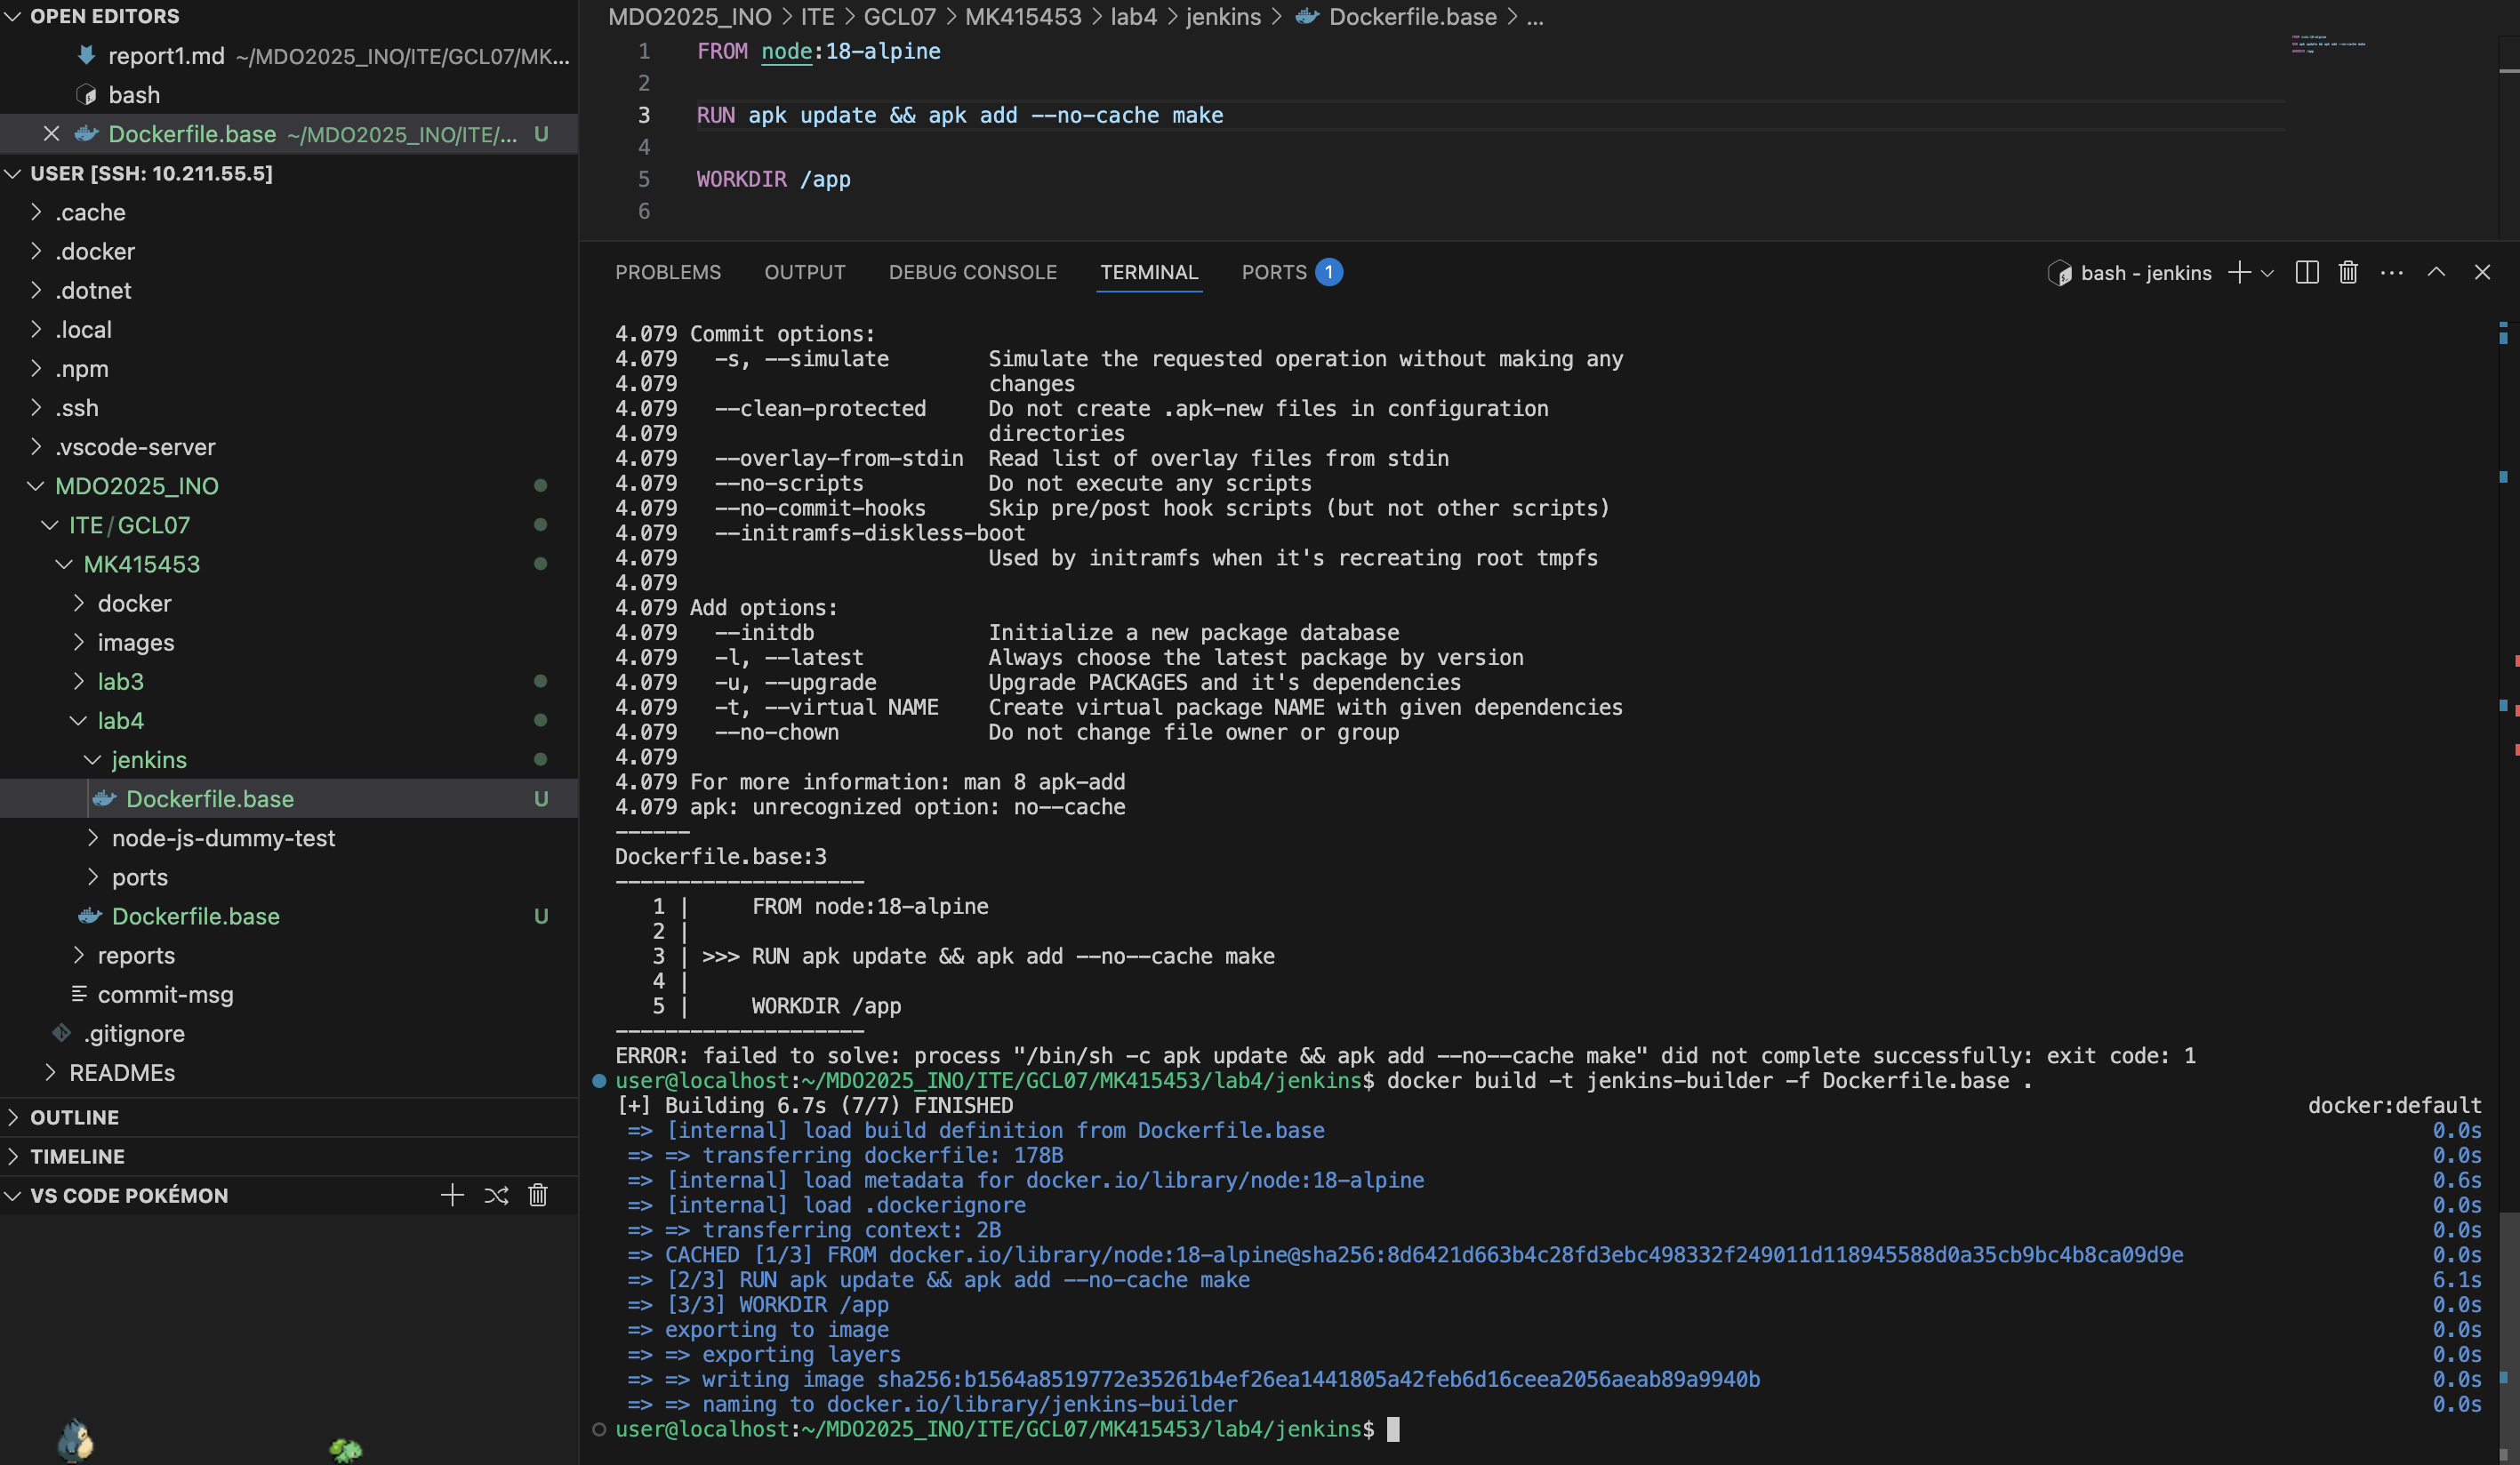 OPEN EDITORS
report1.md ~/MDO2025_INO/ITE/GCL07/MK...
bash
Dockerfile.base ~/MDO2025_INO/ITE/... U
USER [SSH: 10.211.55.5]
.cache
.docker
.dotnet
.local
.npm
.ssh
.vscode-server
MDO2025_INO
ITE / GCL07
MK415453
docker
images
lab3
lab4
jenkins
Dockerfile.base U
node-js-dummy-test
ports
Dockerfile.base U
reports
commit-msg
.gitignore
READMEs
OUTLINE
TIMELINE
VS CODE POKÉMON
MDO2025_INO > ITE > GCL07 > MK415453 > lab4 > jenkins > Dockerfile.base > ...
1 FROM node:18-alpine
2
3 RUN apk update && apk add --no-cache make
4
5 WORKDIR /app
6
PROBLEMS OUTPUT DEBUG CONSOLE TERMINAL PORTS 1 bash - jenkins
4.079 Commit options:
4.079   -s, --simulate        Simulate the requested operation without making any
4.079                         changes
4.079   --clean-protected     Do not create .apk-new files in configuration
4.079                         directories
4.079   --overlay-from-stdin  Read list of overlay files from stdin
4.079   --no-scripts          Do not execute any scripts
4.079   --no-commit-hooks     Skip pre/post hook scripts (but not other scripts)
4.079   --initramfs-diskless-boot
4.079                         Used by initramfs when it's recreating root tmpfs
4.079
4.079 Add options:
4.079   --initdb              Initialize a new package database
4.079   -l, --latest          Always choose the latest package by version
4.079   -u, --upgrade         Upgrade PACKAGES and it's dependencies
4.079   -t, --virtual NAME    Create virtual package NAME with given dependencies
4.079   --no-chown            Do not change file owner or group
4.079
4.079 For more information: man 8 apk-add
4.079 apk: unrecognized option: no--cache
------
Dockerfile.base:3
--------------------
   1 |     FROM node:18-alpine
   2 |
   3 | >>> RUN apk update && apk add --no--cache make
   4 |
   5 |     WORKDIR /app
--------------------
ERROR: failed to solve: process "/bin/sh -c apk update && apk add --no--cache make" did not complete successfully: exit code: 1
user@localhost:~/MDO2025_INO/ITE/GCL07/MK415453/lab4/jenkins$ docker build -t jenkins-builder -f Dockerfile.base .
[+] Building 6.7s (7/7) FINISHED docker:default
 => [internal] load build definition from Dockerfile.base 0.0s
 => => transferring dockerfile: 178B 0.0s
 => [internal] load metadata for docker.io/library/node:18-alpine 0.6s
 => [internal] load .dockerignore 0.0s
 => => transferring context: 2B 0.0s
 => CACHED [1/3] FROM docker.io/library/node:18-alpine@sha256:8d6421d663b4c28fd3ebc498332f249011d118945588d0a35cb9bc4b8ca09d9e 0.0s
 => [2/3] RUN apk update && apk add --no-cache make 6.1s
 => [3/3] WORKDIR /app 0.0s
 => exporting to image 0.0s
 => => exporting layers 0.0s
 => => writing image sha256:b1564a8519772e35261b4ef26ea1441805a42feb6d16ceea2056aeab89a9940b 0.0s
 => => naming to docker.io/library/jenkins-builder 0.0s
user@localhost:~/MDO2025_INO/ITE/GCL07/MK415453/lab4/jenkins$